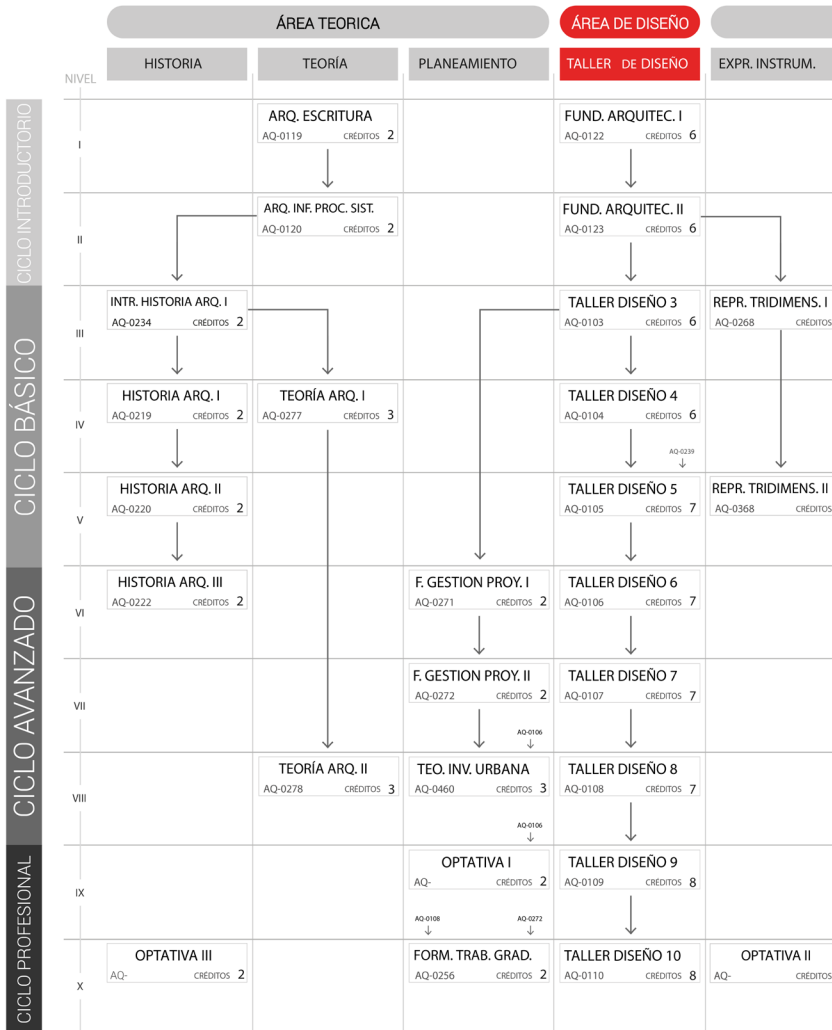 ÁREA TEORICA
ÁREA DE DISEÑO
NIVEL
HISTORIA
TEORÍA
PLANEAMIENTO
TALLER DE DISEÑO
EXPR. INSTRUM.
CICLO INTRODUCTORIO
I
ARQ. ESCRITURA
AQ-0119 CRÉDITOS 2
FUND. ARQUITEC. I
AQ-0122 CRÉDITOS 6
II
ARQ. INF. PROC. SIST.
AQ-0120 CRÉDITOS 2
FUND. ARQUITEC. II
AQ-0123 CRÉDITOS 6
CICLO BÁSICO
III
INTR. HISTORIA ARQ. I
AQ-0234 CRÉDITOS 2
TALLER DISEÑO 3
AQ-0103 CRÉDITOS 6
REPR. TRIDIMENS. I
AQ-0268 CRÉDITOS
IV
HISTORIA ARQ. I
AQ-0219 CRÉDITOS 2
TEORÍA ARQ. I
AQ-0277 CRÉDITOS 3
TALLER DISEÑO 4
AQ-0104 CRÉDITOS 6
AQ-0239
V
HISTORIA ARQ. II
AQ-0220 CRÉDITOS 2
TALLER DISEÑO 5
AQ-0105 CRÉDITOS 7
REPR. TRIDIMENS. II
AQ-0368 CRÉDITOS
CICLO AVANZADO
VI
HISTORIA ARQ. III
AQ-0222 CRÉDITOS 2
F. GESTION PROY. I
AQ-0271 CRÉDITOS 2
TALLER DISEÑO 6
AQ-0106 CRÉDITOS 7
VII
F. GESTION PROY. II
AQ-0272 CRÉDITOS 2
AQ-0106
TALLER DISEÑO 7
AQ-0107 CRÉDITOS 7
VIII
TEORÍA ARQ. II
AQ-0278 CRÉDITOS 3
TEO. INV. URBANA
AQ-0460 CRÉDITOS 3
AQ-0106
TALLER DISEÑO 8
AQ-0108 CRÉDITOS 7
CICLO PROFESIONAL
IX
OPTATIVA I
AQ- CRÉDITOS 2
AQ-0108
AQ-0272
TALLER DISEÑO 9
AQ-0109 CRÉDITOS 8
X
OPTATIVA III
AQ- CRÉDITOS 2
FORM. TRAB. GRAD.
AQ-0256 CRÉDITOS 2
TALLER DISEÑO 10
AQ-0110 CRÉDITOS 8
OPTATIVA II
AQ- CRÉDITOS